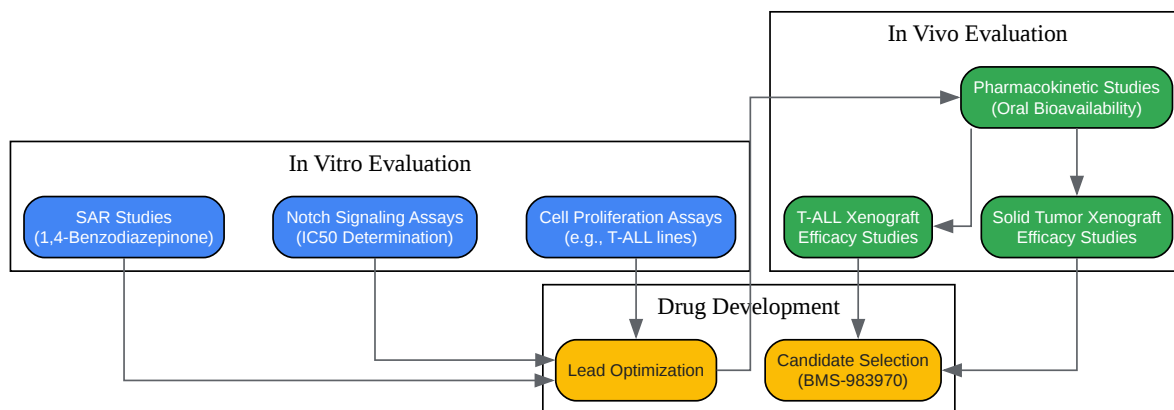 In Vivo Evaluation
Pharmacokinetic Studies
(Oral Bioavailability)
In Vitro Evaluation
SAR Studies
(1,4-Benzodiazepinone)
Notch Signaling Assays
(IC50 Determination)
Cell Proliferation Assays
(e.g., T-ALL lines)
T-ALL Xenograft
Efficacy Studies
Solid Tumor Xenograft
Efficacy Studies
Drug Development
Lead Optimization
Candidate Selection
(BMS-983970)